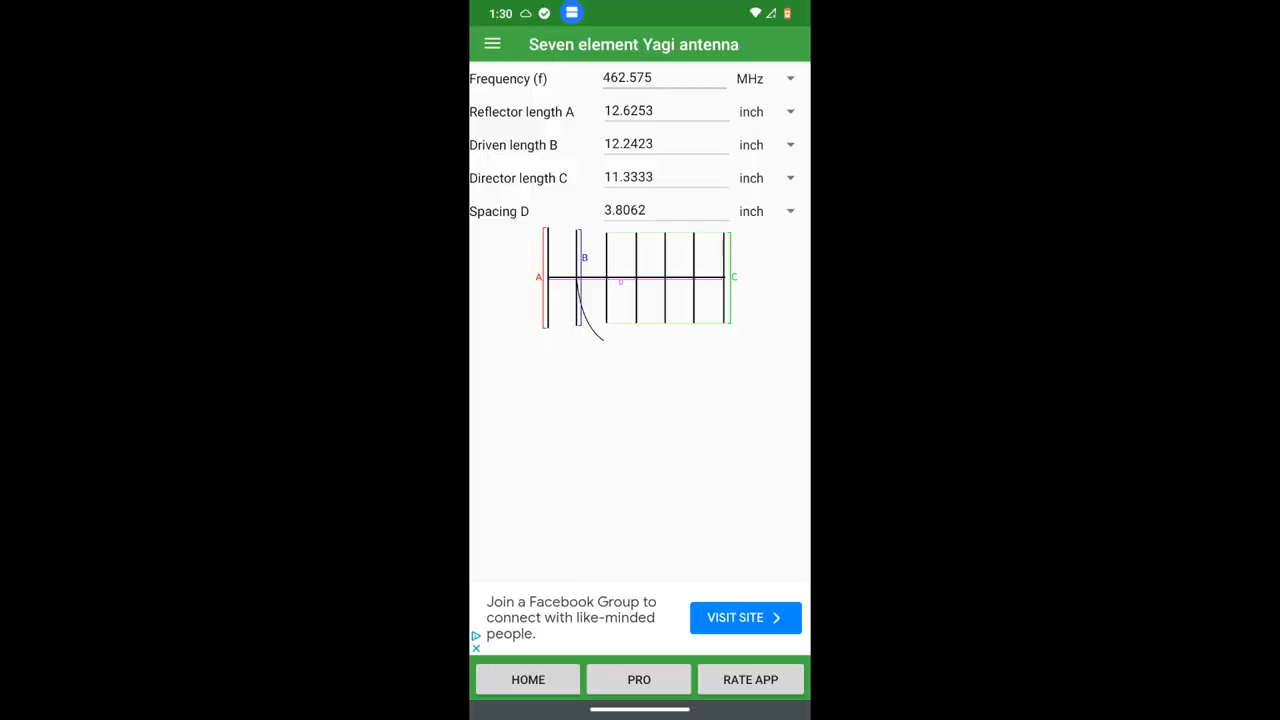 1:30
Seven element Yagi antenna
Frequency (f) 462.575 MHz
Reflector length A 12.6253 inch
Driven length B 12.2423 inch
Director length C 11.3333 inch
Spacing D 3.8062 inch
B
A D C
Join a Facebook Group to
connect with like-minded
people.
VISIT SITE
HOME PRO RATE APP